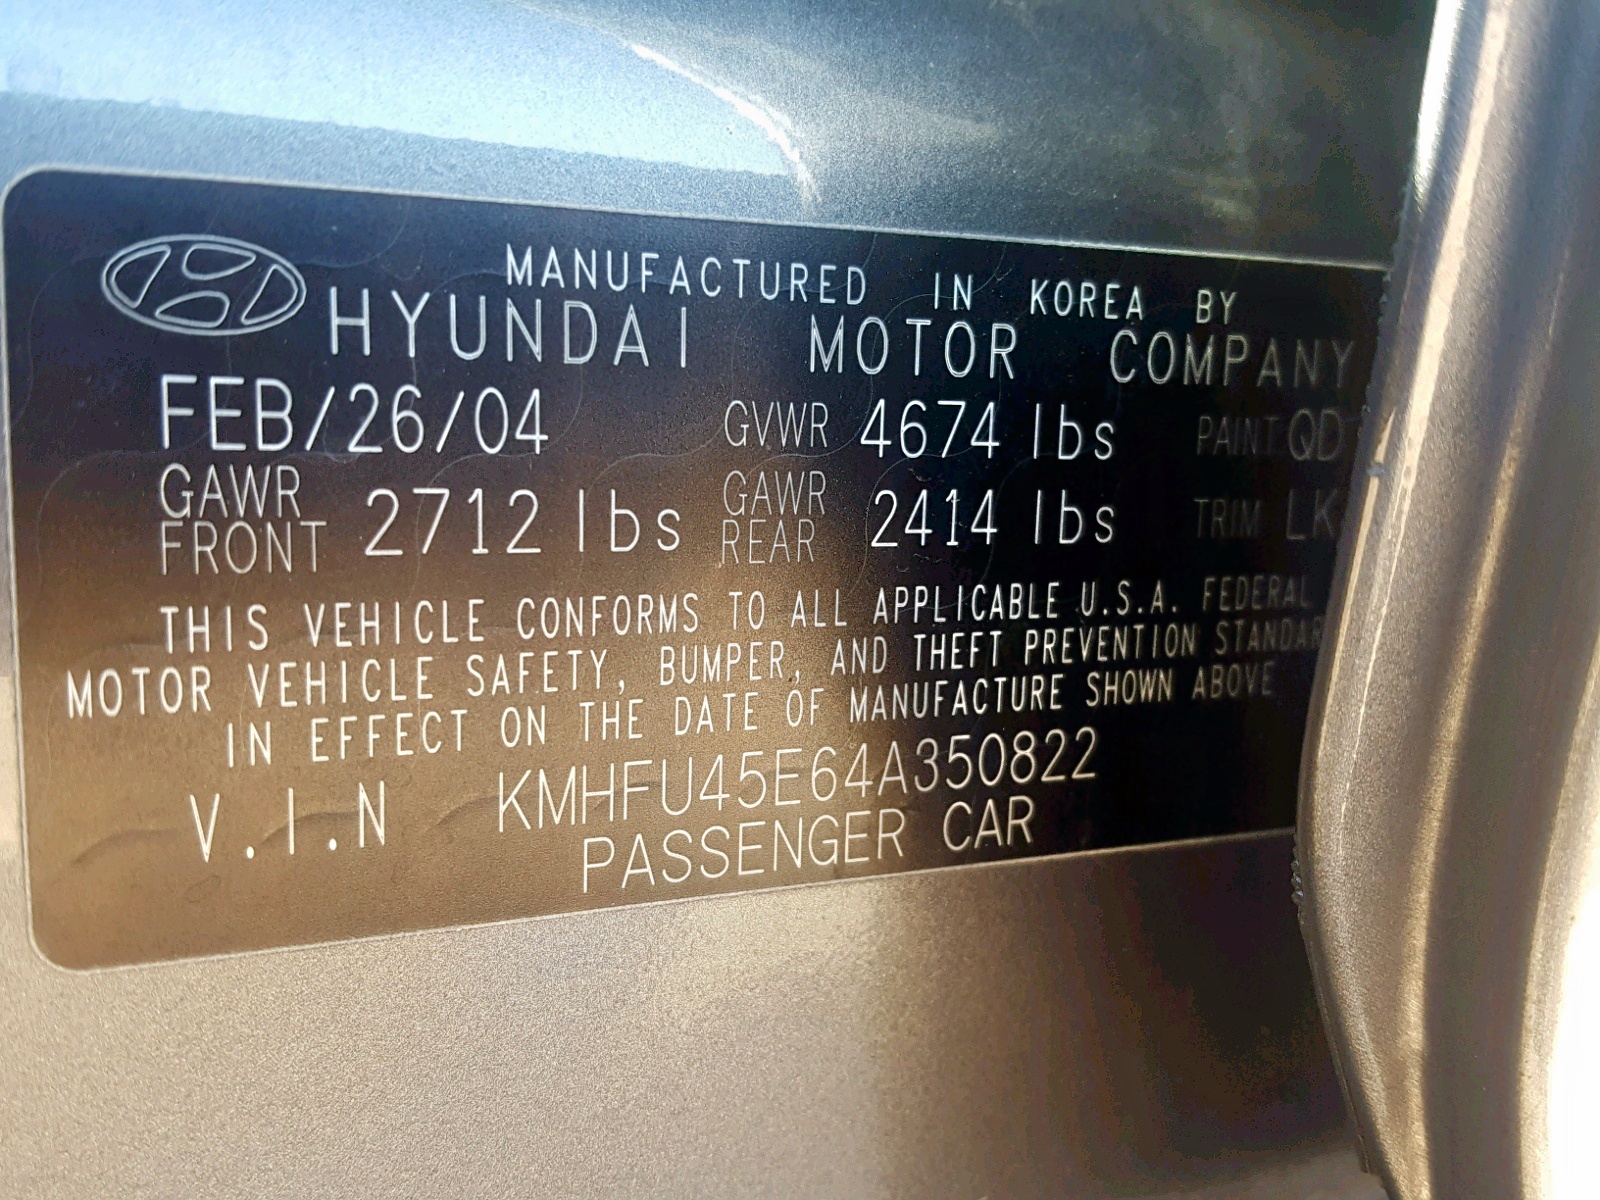 MANUFACTURED IN KOREA BY
HYUNDAI MOTOR COMPANY
FEB/26/04 GVWR 4674 lbs PAINT QD
GAWR FRONT 2712 lbs GAWR REAR 2414 lbs TRIM LK
THIS VEHICLE CONFORMS TO ALL APPLICABLE U.S.A. FEDERAL
MOTOR VEHICLE SAFETY, BUMPER, AND THEFT PREVENTION STANDAR
IN EFFECT ON THE DATE OF MANUFACTURE SHOWN ABOVE
V.I.N KMHFU45E64A350822
PASSENGER CAR